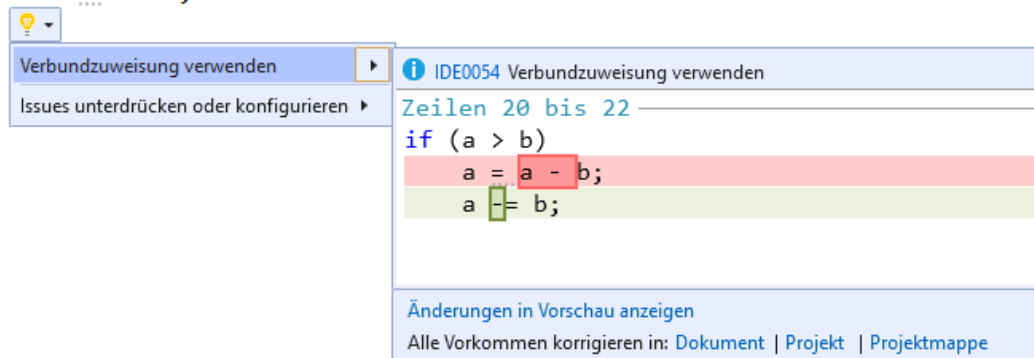 Verbundzuweisung verwenden
Issues unterdrücken oder konfigurieren
IDE0054 Verbundzuweisung verwenden
Zeilen 20 bis 22
if (a > b)
a = a - b;
a -= b;
Änderungen in Vorschau anzeigen
Alle Vorkommen korrigieren in: Dokument | Projekt | Projektmappe